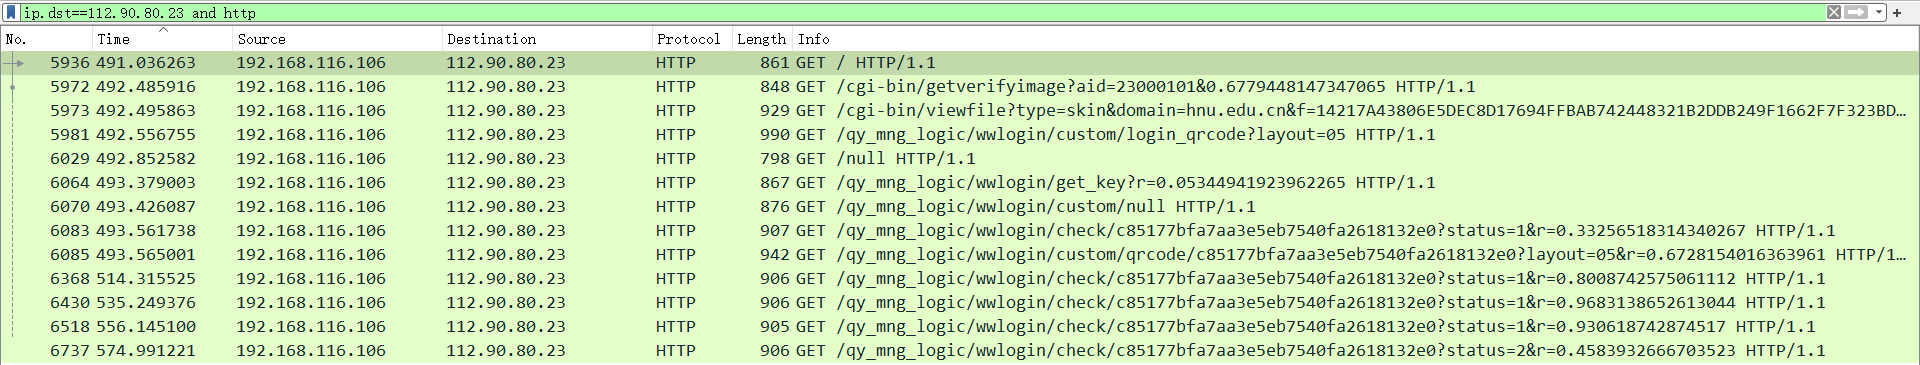 ip.dst==112.90.80.23 and http
No. Time Source Destination Protocol Length Info
5936 491.036263 192.168.116.106 112.90.80.23 HTTP 861 GET / HTTP/1.1
5972 492.485916 192.168.116.106 112.90.80.23 HTTP 848 GET /cgi-bin/getverifyimage?aid=23000101&0.6779448147347065 HTTP/1.1
5973 492.495863 192.168.116.106 112.90.80.23 HTTP 929 GET /cgi-bin/viewfile?type=skin&domain=hnu.edu.cn&f=14217A43806E5DEC8D17694FFBAB742448321B2DDB249F1662F7F323BD…
5981 492.556755 192.168.116.106 112.90.80.23 HTTP 990 GET /qy_mng_logic/wwlogin/custom/login_qrcode?layout=05 HTTP/1.1
6029 492.852582 192.168.116.106 112.90.80.23 HTTP 798 GET /null HTTP/1.1
6064 493.379003 192.168.116.106 112.90.80.23 HTTP 867 GET /qy_mng_logic/wwlogin/get_key?r=0.05344941923962265 HTTP/1.1
6070 493.426087 192.168.116.106 112.90.80.23 HTTP 876 GET /qy_mng_logic/wwlogin/custom/null HTTP/1.1
6083 493.561738 192.168.116.106 112.90.80.23 HTTP 907 GET /qy_mng_logic/wwlogin/check/c85177bfa7aa3e5eb7540fa2618132e0?status=1&r=0.33256518314340267 HTTP/1.1
6085 493.565001 192.168.116.106 112.90.80.23 HTTP 942 GET /qy_mng_logic/wwlogin/custom/qrcode/c85177bfa7aa3e5eb7540fa2618132e0?layout=05&r=0.6728154016363961 HTTP/1…
6368 514.315525 192.168.116.106 112.90.80.23 HTTP 906 GET /qy_mng_logic/wwlogin/check/c85177bfa7aa3e5eb7540fa2618132e0?status=1&r=0.8008742575061112 HTTP/1.1
6430 535.249376 192.168.116.106 112.90.80.23 HTTP 906 GET /qy_mng_logic/wwlogin/check/c85177bfa7aa3e5eb7540fa2618132e0?status=1&r=0.9683138652613044 HTTP/1.1
6518 556.145100 192.168.116.106 112.90.80.23 HTTP 905 GET /qy_mng_logic/wwlogin/check/c85177bfa7aa3e5eb7540fa2618132e0?status=1&r=0.930618742874517 HTTP/1.1
6737 574.991221 192.168.116.106 112.90.80.23 HTTP 906 GET /qy_mng_logic/wwlogin/check/c85177bfa7aa3e5eb7540fa2618132e0?status=2&r=0.4583932666703523 HTTP/1.1